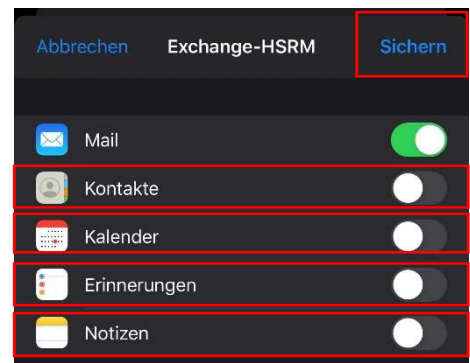 Abbrechen Exchange-HSRM Sichern
Mail
Kontakte
Kalender
Erinnerungen
Notizen